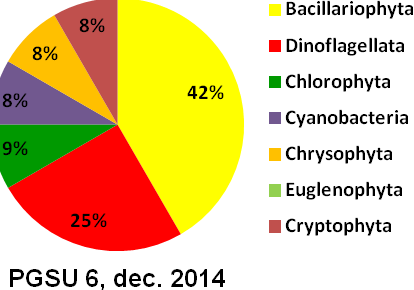 8%
Bacillariophyta
Dinoflagellata
8%
42%
Chlorophyta
8%
Cyanobacteria
9%
Chrysophyta
Euglenophyta
25%
Cryptophyta
PGSU 6, dec. 2014